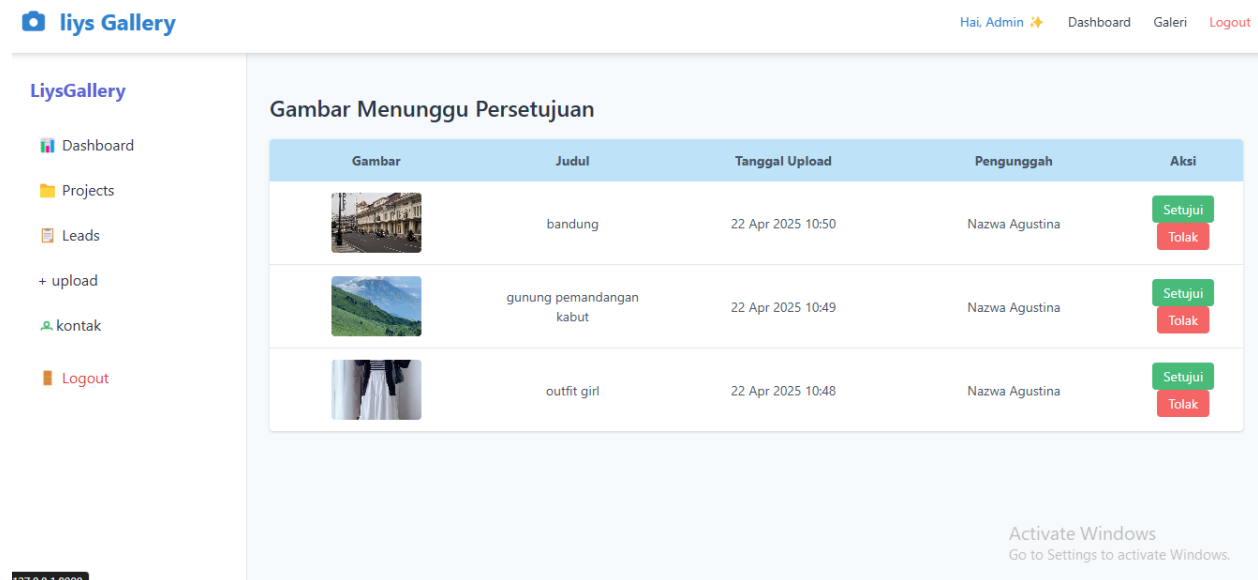 liys Gallery
Hai, Admin ✨ Dashboard Galeri Logout
LiysGallery
Dashboard
Projects
Leads
+ upload
kontak
Logout
Gambar Menunggu Persetujuan
Gambar Judul Tanggal Upload Pengunggah Aksi
bandung 22 Apr 2025 10:50 Nazwa Agustina Setujui
Tolak
gunung pemandangan 22 Apr 2025 10:49 Nazwa Agustina Setujui
kabut Tolak
outfit girl 22 Apr 2025 10:48 Nazwa Agustina Setujui
Tolak
Activate Windows
Go to Settings to activate Windows.